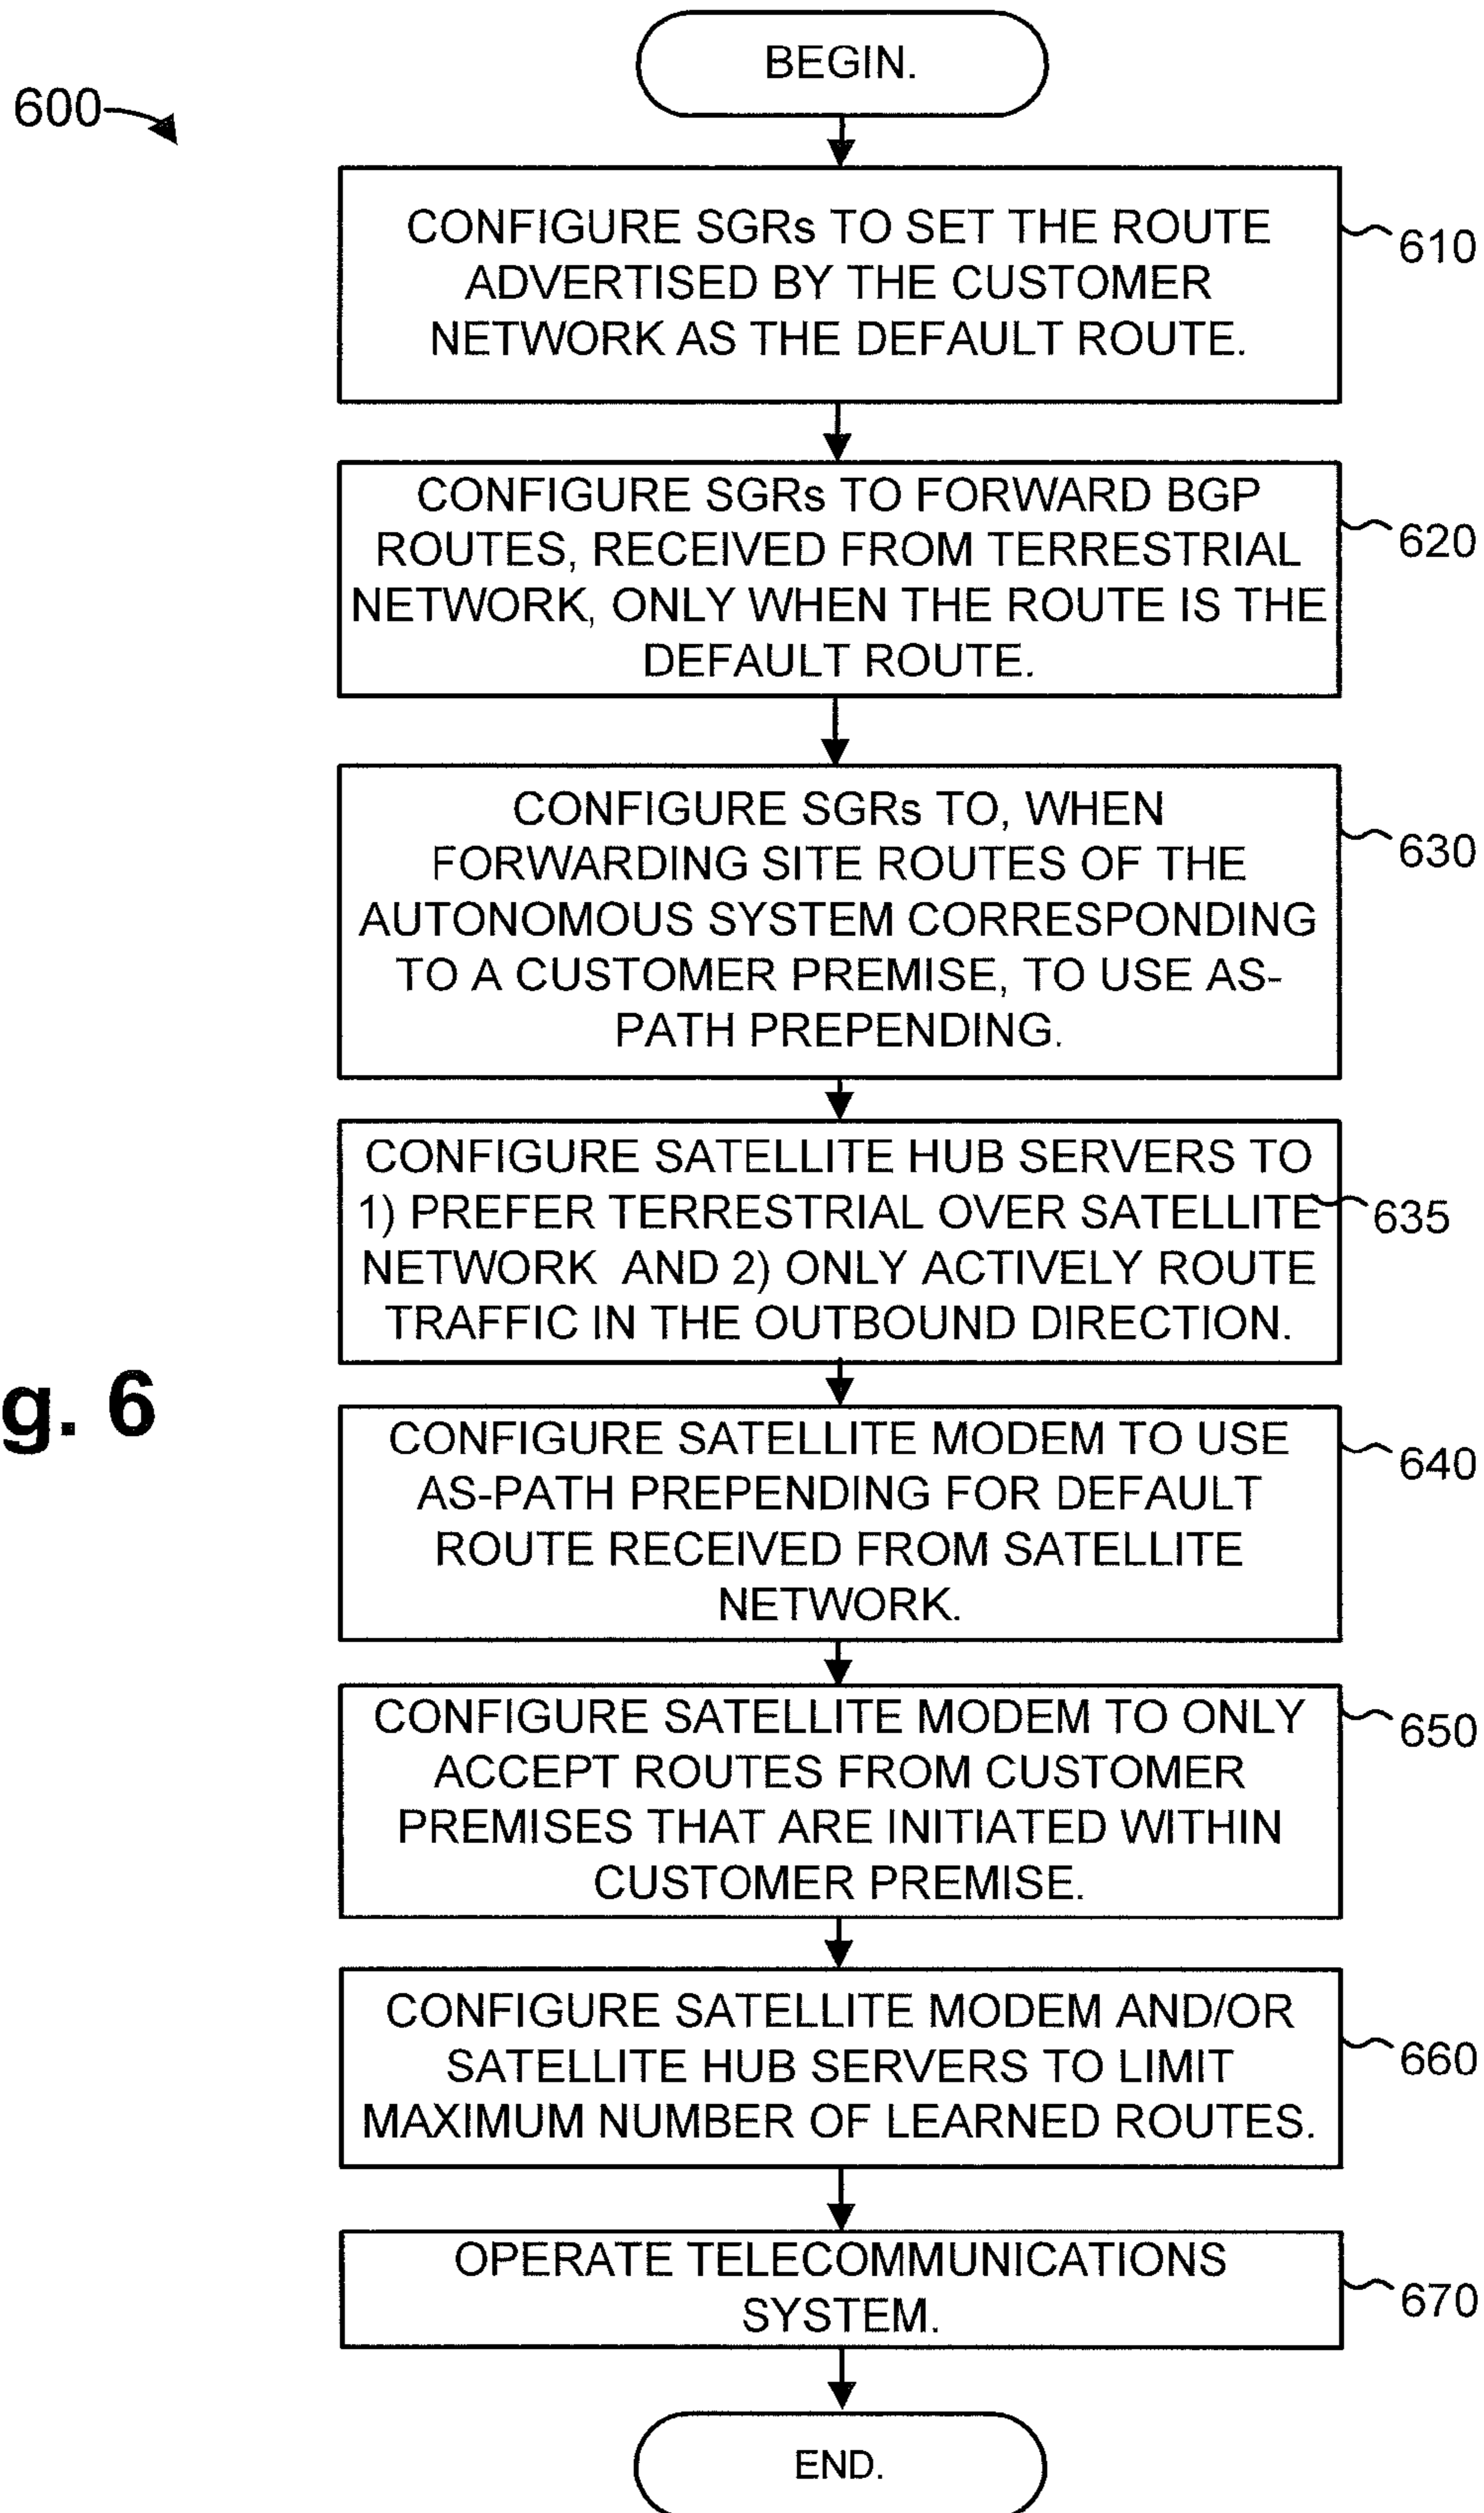 BEGIN.
600
CONFIGURE SGRs TO SET THE ROUTE
ADVERTISED BY THE CUSTOMER
NETWORK AS THE DEFAULT ROUTE.
610
CONFIGURE SGRs TO FORWARD BGP
ROUTES, RECEIVED FROM TERRESTRIAL
NETWORK, ONLY WHEN THE ROUTE IS THE
DEFAULT ROUTE.
620
CONFIGURE SGRs TO, WHEN
FORWARDING SITE ROUTES OF THE
AUTONOMOUS SYSTEM CORRESPONDING
TO A CUSTOMER PREMISE, TO USE AS-
PATH PREPENDING.
630
CONFIGURE SATELLITE HUB SERVERS TO
1) PREFER TERRESTRIAL OVER SATELLITE
NETWORK AND 2) ONLY ACTIVELY ROUTE
TRAFFIC IN THE OUTBOUND DIRECTION.
635
g. 6
CONFIGURE SATELLITE MODEM TO USE
AS-PATH PREPENDING FOR DEFAULT
ROUTE RECEIVED FROM SATELLITE
NETWORK.
640
CONFIGURE SATELLITE MODEM TO ONLY
ACCEPT ROUTES FROM CUSTOMER
PREMISES THAT ARE INITIATED WITHIN
CUSTOMER PREMISE.
650
CONFIGURE SATELLITE MODEM AND/OR
SATELLITE HUB SERVERS TO LIMIT
MAXIMUM NUMBER OF LEARNED ROUTES.
660
OPERATE TELECOMMUNICATIONS
SYSTEM.
670
END.